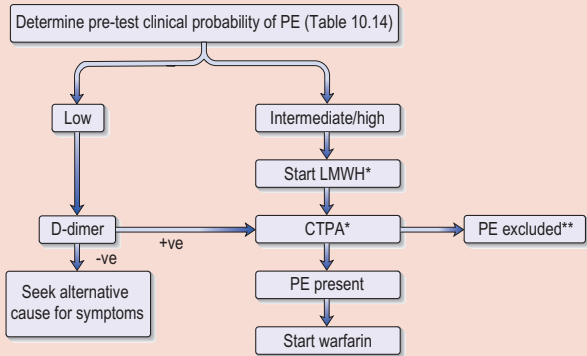 Determine pre-test clinical probability of PE (Table 10.14)
Low
Intermediate/high
Start LMWH*
D-dimer
+ve
CTPA*
PE excluded**
-ve
Seek alternative
cause for symptoms
PE present
Start warfarin